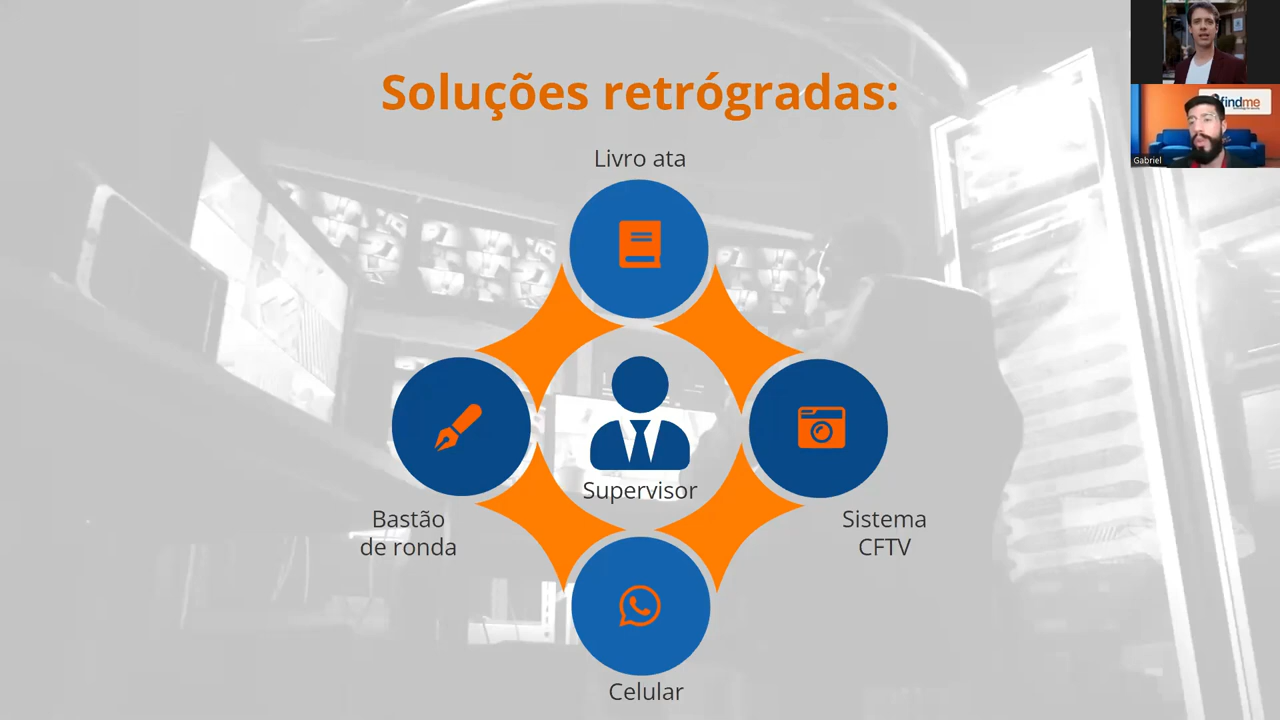 Soluções retrógradas:
findme
Gabriel
Livro ata
Supervisor
Bastão
de ronda
Sistema
CFTV
Celular